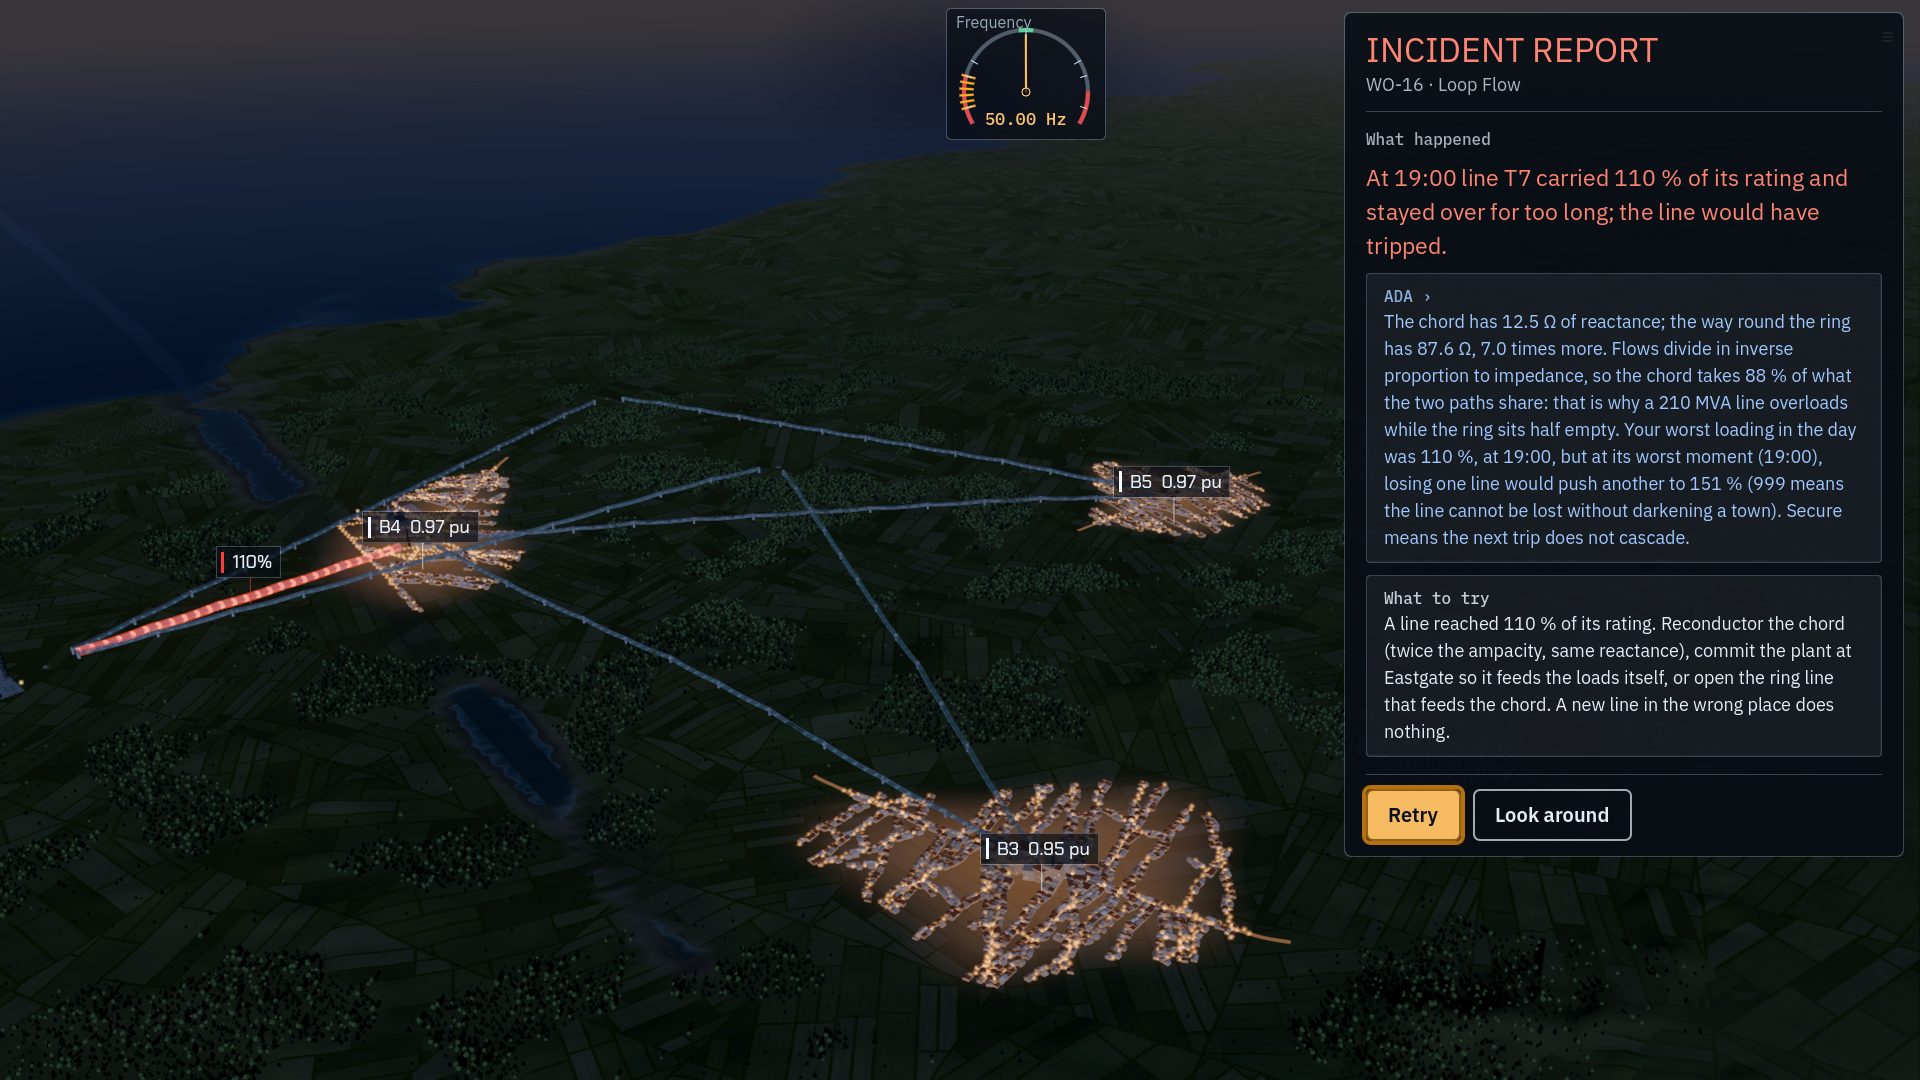 Frequency
50.00 Hz
INCIDENT REPORT
WO-16 · Loop Flow
What happened
At 19:00 line T7 carried 110 % of its rating and
stayed over for too long; the line would have
tripped.
ADA ›
The chord has 12.5 Ω of reactance; the way round the ring
has 87.6 Ω, 7.0 times more. Flows divide in inverse
proportion to impedance, so the chord takes 88 % of what
the two paths share: that is why a 210 MVA line overloads
while the ring sits half empty. Your worst loading in the day
was 110 %, at 19:00, but at its worst moment (19:00),
losing one line would push another to 151 % (999 means
the line cannot be lost without darkening a town). Secure
means the next trip does not cascade.
What to try
A line reached 110 % of its rating. Reconductor the chord
(twice the ampacity, same reactance), commit the plant at
Eastgate so it feeds the loads itself, or open the ring line
that feeds the chord. A new line in the wrong place does
nothing.
Retry
Look around
B5 0.97 pu
B4 0.97 pu
110%
B3 0.95 pu